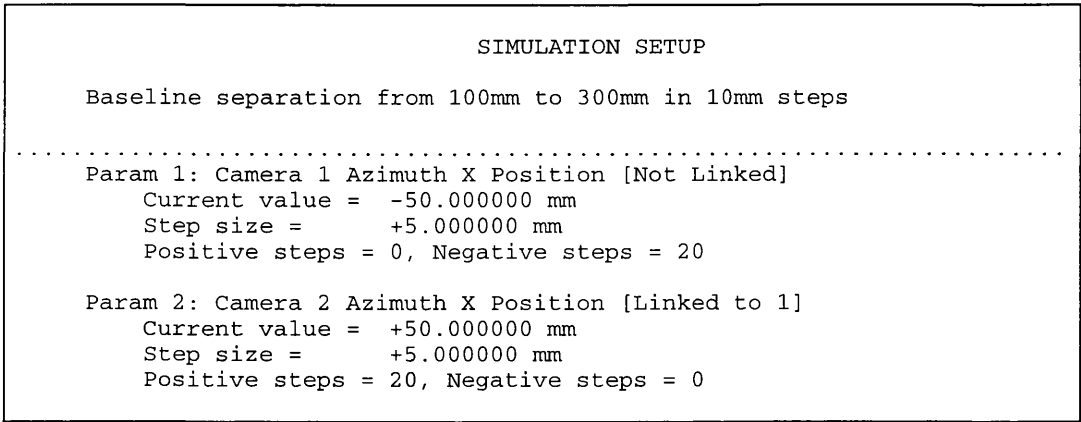 SIMULATION SETUP
Baseline separation from 100mm to 300mm in 10mm steps
Param 1: Camera 1 Azimuth X Position [Not Linked]
Current value = -50.000000 mm
Step size = +5.000000 mm
Positive steps = 0, Negative steps = 20
Param 2: Camera 2 Azimuth X Position [Linked to 1]
Current value = +50.000000 mm
Step size = +5.000000 mm
Positive steps = 20, Negative steps = 0